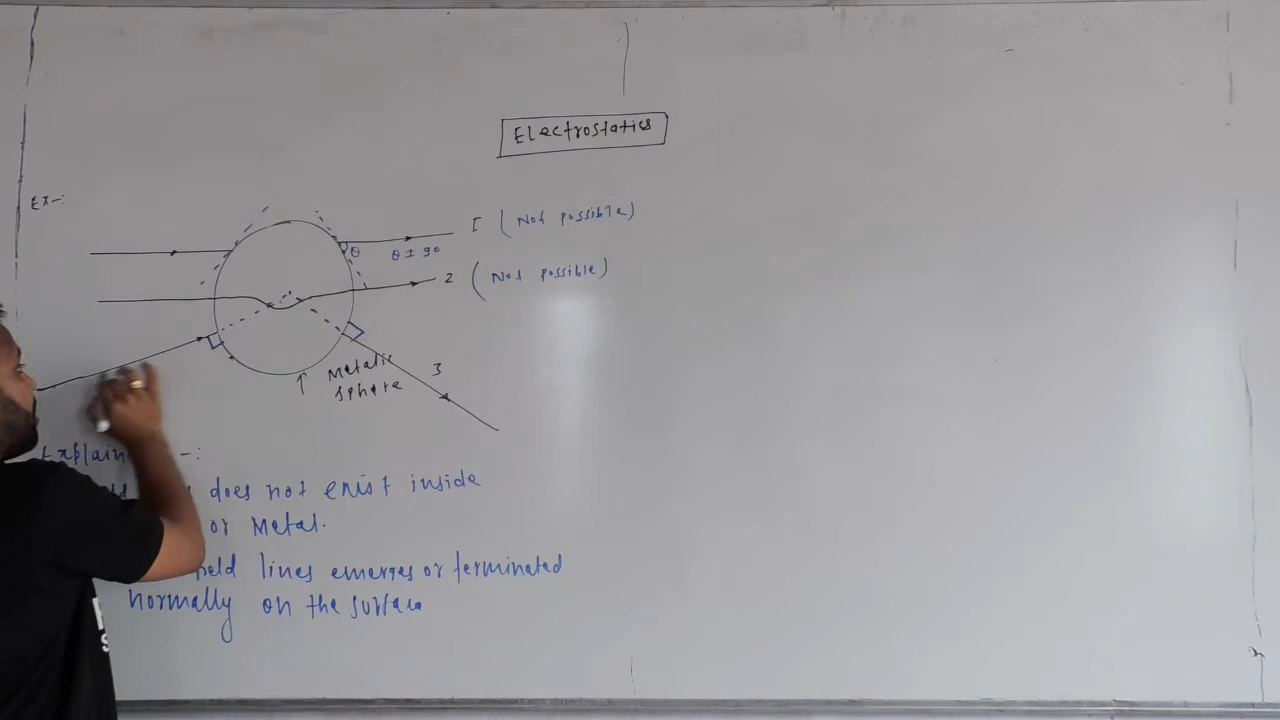 Electrostatics
Ex-:
1 (Not possible)
θ
θ ≠ 90
2 (Not possible)
3
Metalic
sphere
Explain -:
does not exist inside
or Metal.
field lines emerges or terminated
normally on the surface